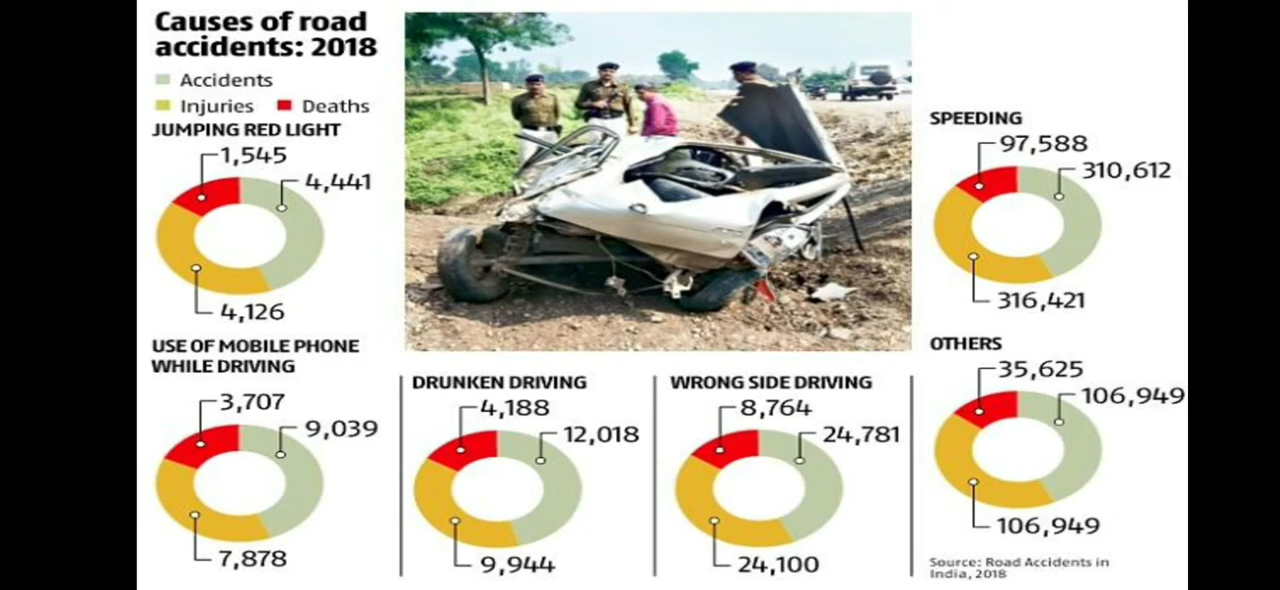 Causes of road
accidents: 2018
Accidents
Injuries Deaths
JUMPING RED LIGHT
1,545
4,441
4,126
USE OF MOBILE PHONE
WHILE DRIVING
3,707
9,039
7,878
DRUNKEN DRIVING
4,188
12,018
9,944
WRONG SIDE DRIVING
8,764
24,781
24,100
SPEEDING
97,588
310,612
316,421
OTHERS
35,625
106,949
106,949
Source: Road Accidents in
India, 2018